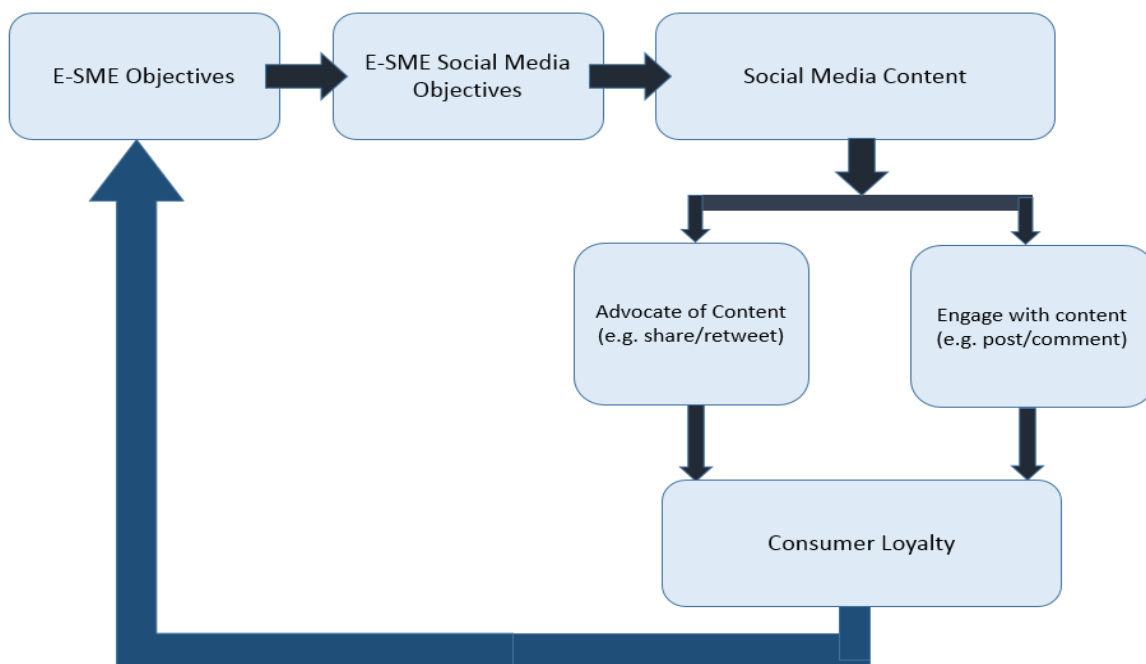 E-SME Objectives
E-SME Social Media
Objectives
Social Media Content
Advocate of Content
(e.g. share/retweet)
Engage with content
(e.g. post/comment)
Consumer Loyalty